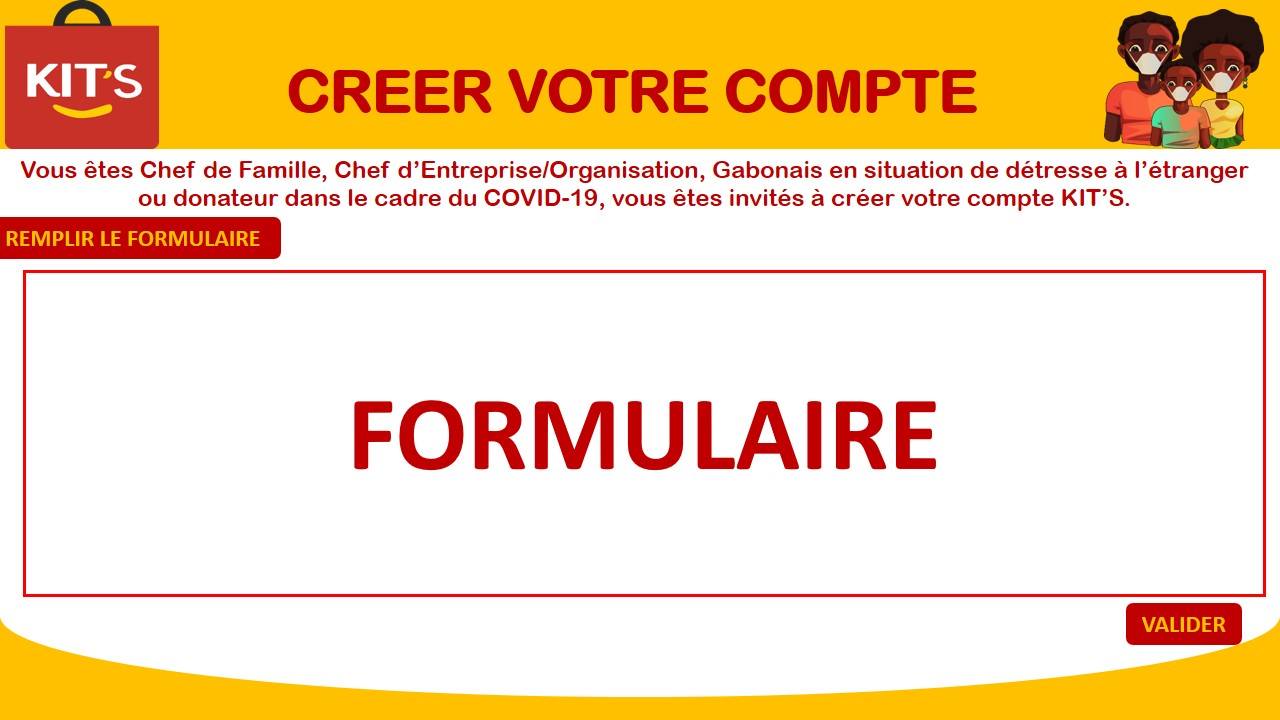 KIT'S
CREER VOTRE COMPTE
Vous êtes Chef de Famille, Chef d’Entreprise/Organisation, Gabonais en situation de détresse à l’étranger
ou donateur dans le cadre du COVID-19, vous êtes invités à créer votre compte KIT’S.
REMPLIR LE FORMULAIRE
FORMULAIRE
VALIDER